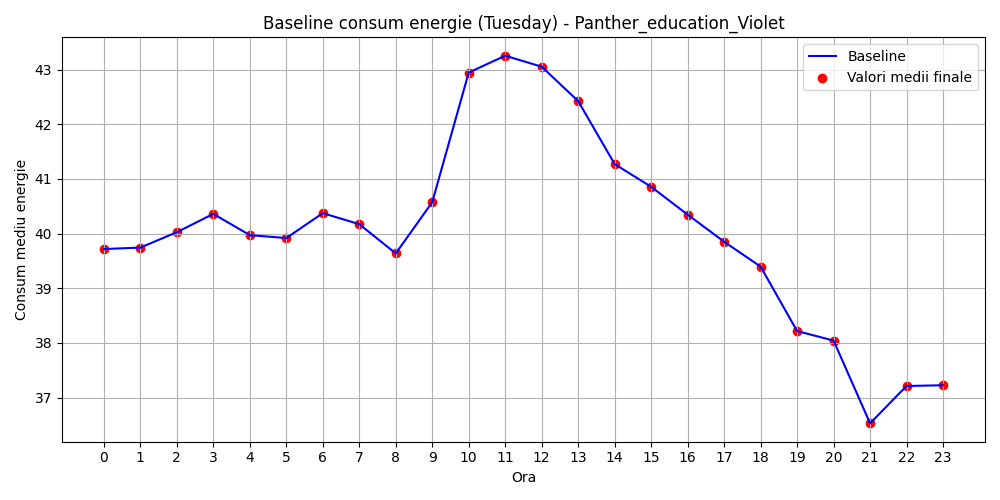 Baseline consum energie (Tuesday) - Panther_education_Violet
Baseline
Valori medii finale
Consum mediu energie
43
42
41
40
39
38
37
0 1 2 3 4 5 6 7 8 9 10 11 12 13 14 15 16 17 18 19 20 21 22 23
Ora